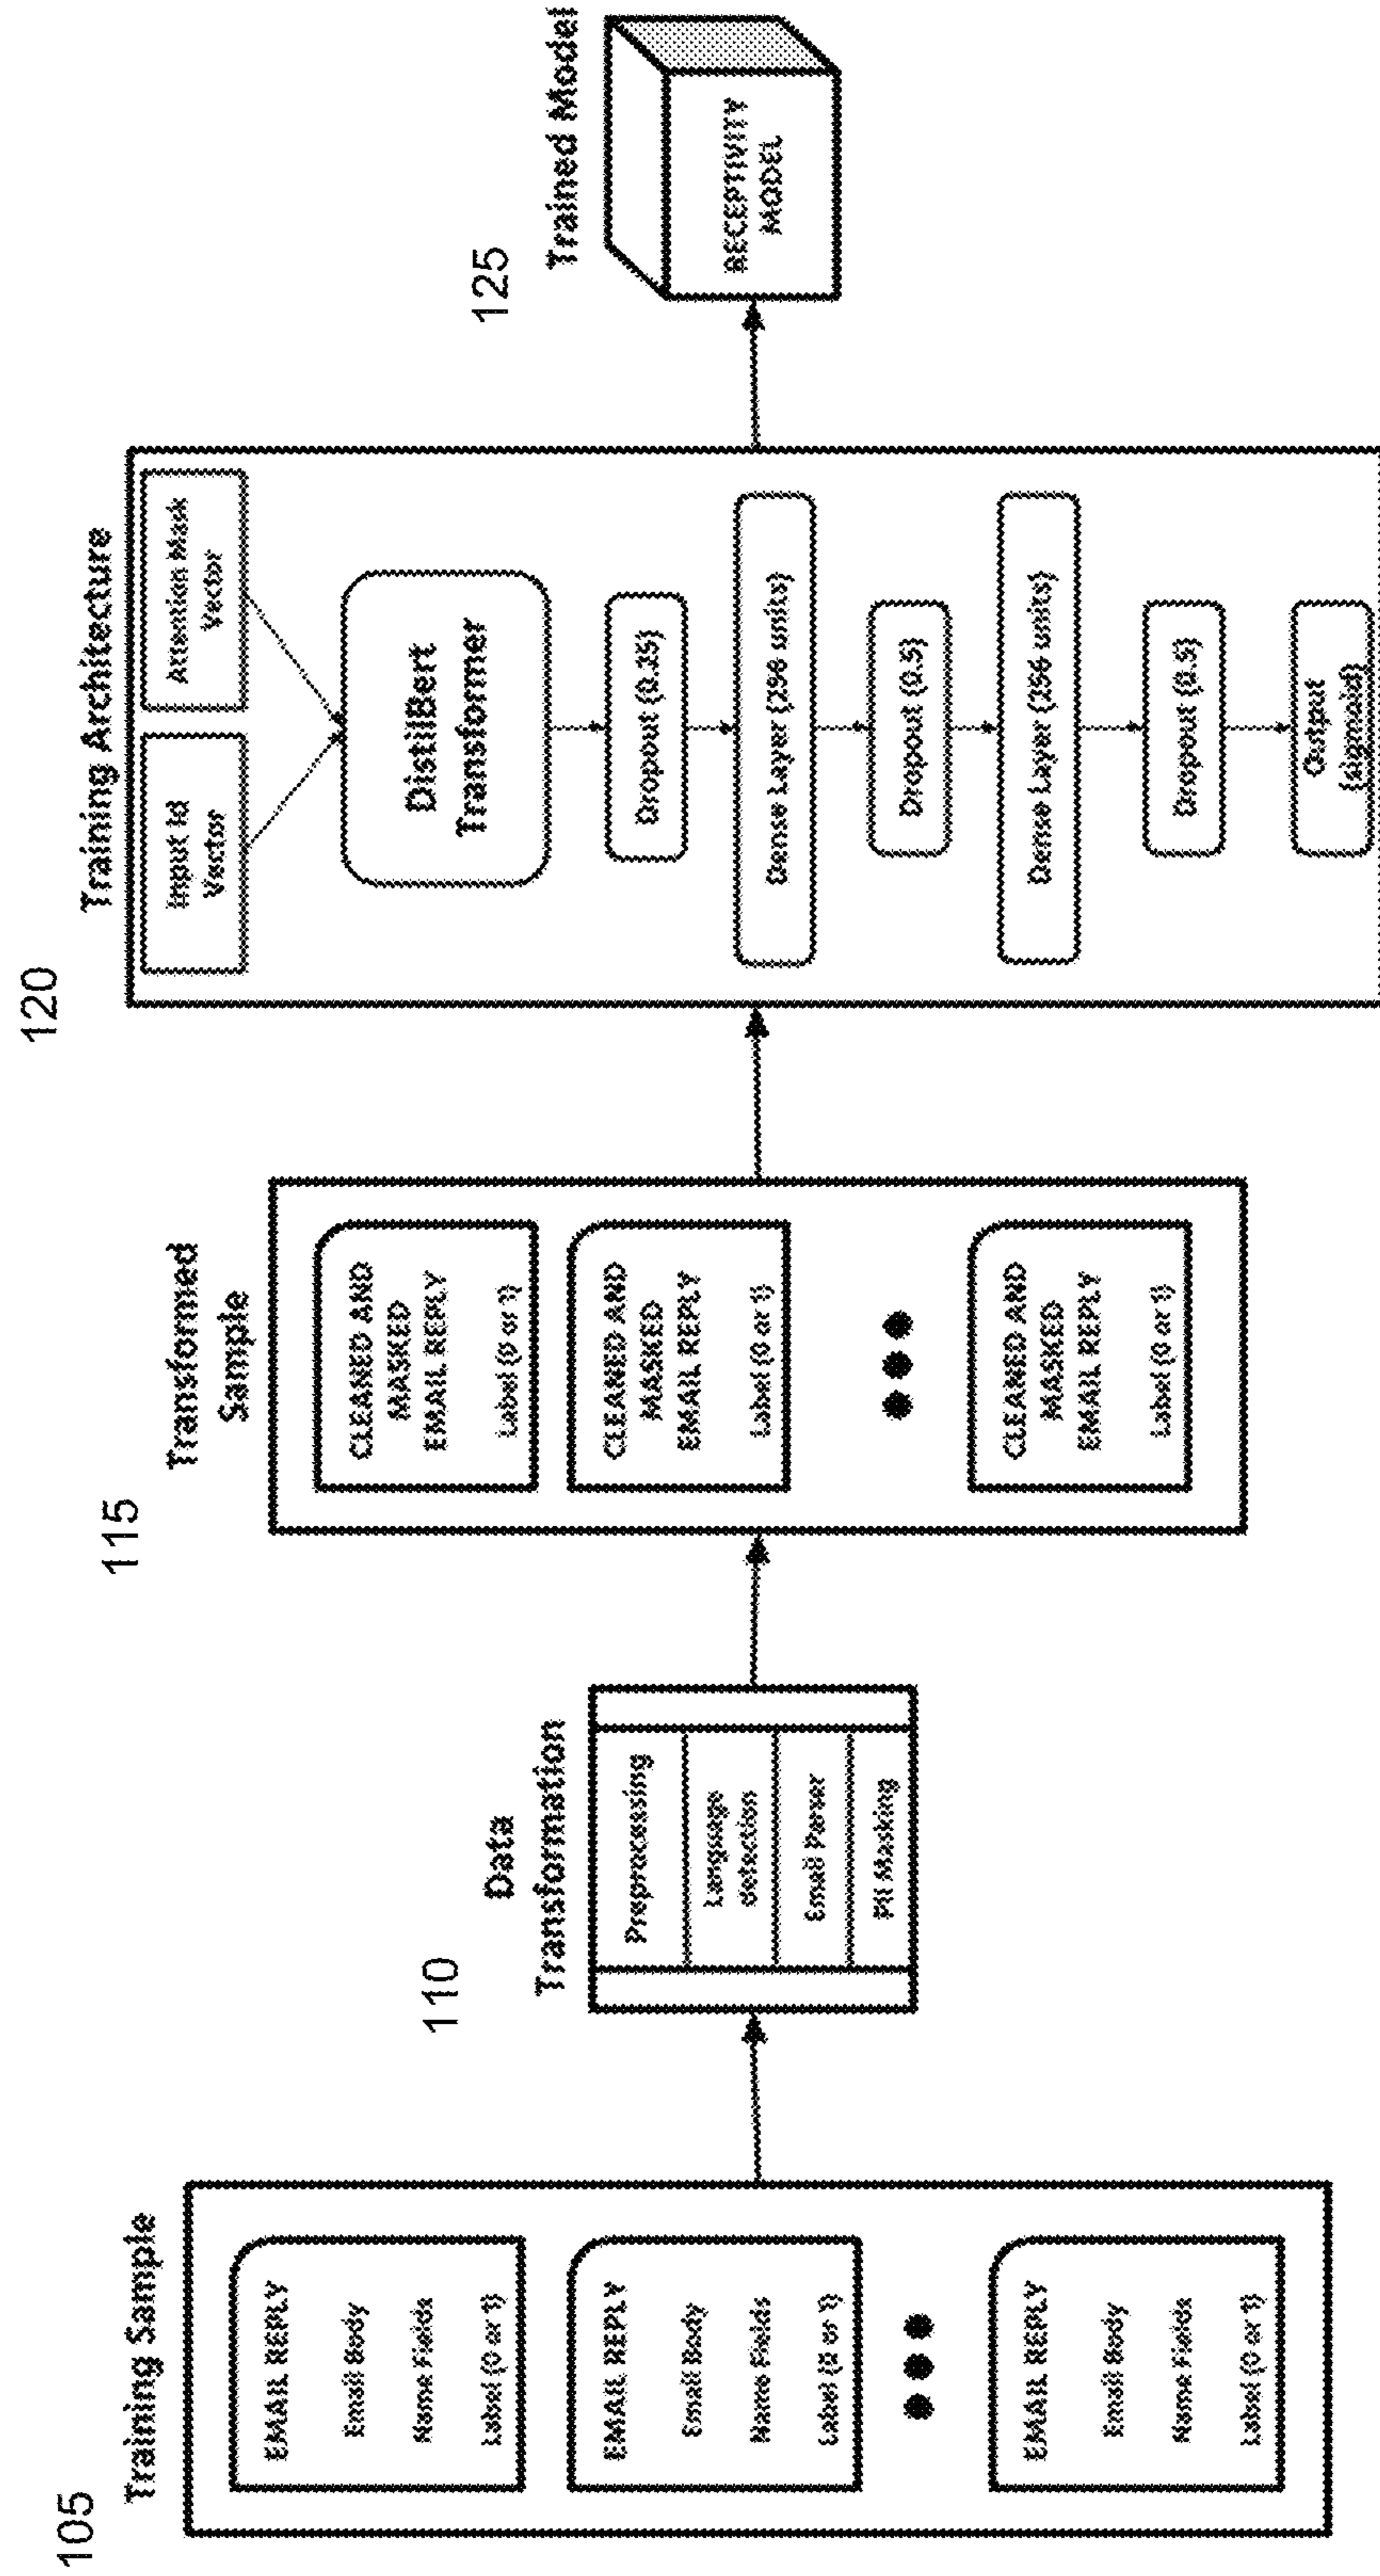 105
Training Sample
EMAIL REPLY
Email Body
Name Fields
Label (0 or 1)
EMAIL REPLY
Email Body
Name Fields
Label (0 or 1)
EMAIL REPLY
Email Body
Name Fields
Label (0 or 1)
110
Data
Transformation
Preprocessing
Language
detection
Email Parser
PII Masking
115
Transformed
Sample
CLEANED AND
MASKED
EMAIL REPLY
Label (0 or 1)
CLEANED AND
MASKED
EMAIL REPLY
Label (0 or 1)
CLEANED AND
MASKED
EMAIL REPLY
Label (0 or 1)
120
Training Architecture
Input Id
Vector
Attention Mask
Vector
DistilBert
Transformer
Dropout (0.35)
Dense Layer (256 units)
Dropout (0.5)
Dense Layer (256 units)
Dropout (0.5)
Output
(sigmoid)
125
Trained Model
RECEPTIVITY
MODEL